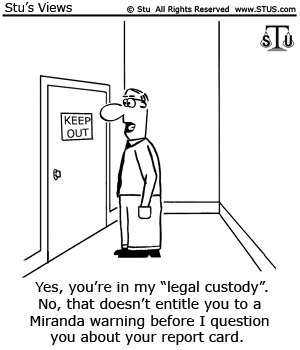 Stu's Views
© Stu All Rights Reserved www.STUS.com
STU
KEEP
OUT
Yes, you're in my "legal custody".
No, that doesn't entitle you to a
Miranda warning before I question
you about your report card.